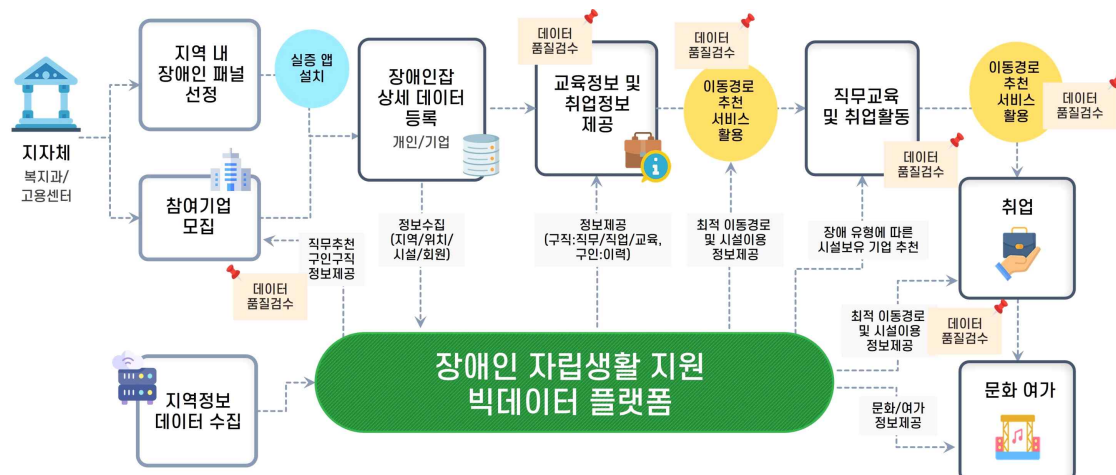 지자체
복지과/
고용센터
지역 내
장애인 패널
선정
참여기업
모집
실증 앱
설치
장애인잡
상세 데이터
등록
개인/기업
데이터
품질검수
교육정보 및
취업정보
제공
데이터
품질검수
이동경로
추천
서비스
활용
직무교육
및 취업활동
데이터
품질검수
이동경로
추천
서비스
활용
데이터
품질검수
취업
직무추천
구인구직
정보제공
데이터
품질검수
정보수집
(지역/위치/
시설/회원)
정보제공
(구직:직무/직업/교육,
구인:이력)
최적 이동경로
및 시설이용
정보제공
장애 유형에 따른
시설보유 기업 추천
최적 이동경로
및 시설이용
정보제공
데이터
품질검수
지역정보
데이터 수집
장애인 자립생활 지원
빅데이터 플랫폼
문화/여가
정보제공
문화 여가